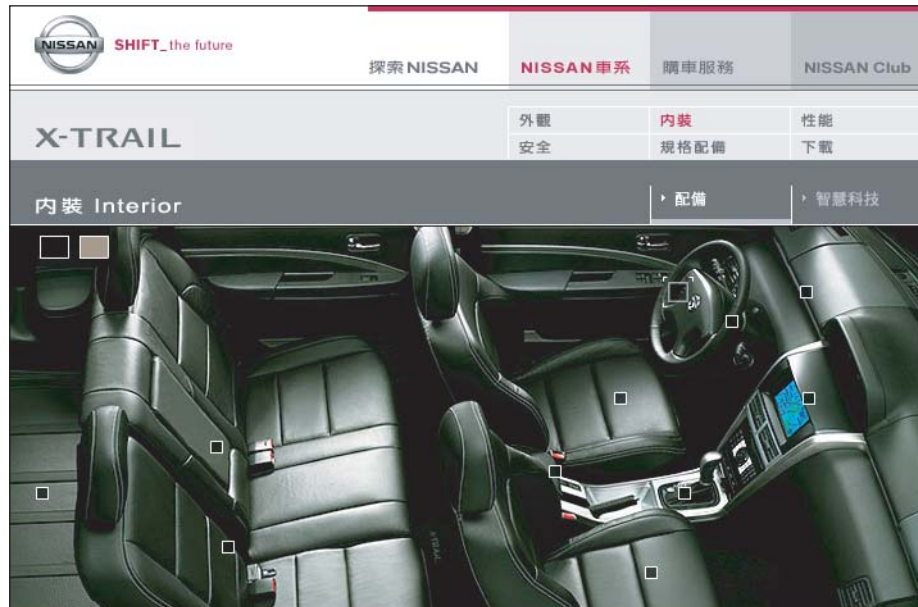 NISSAN SHIFT_the future
探索NISSAN NISSAN車系 購車服務 NISSAN Club
X-TRAIL
外觀 內裝 性能
安全 規格配備 下載
內裝 Interior
配備 智慧科技
X-TRAIL